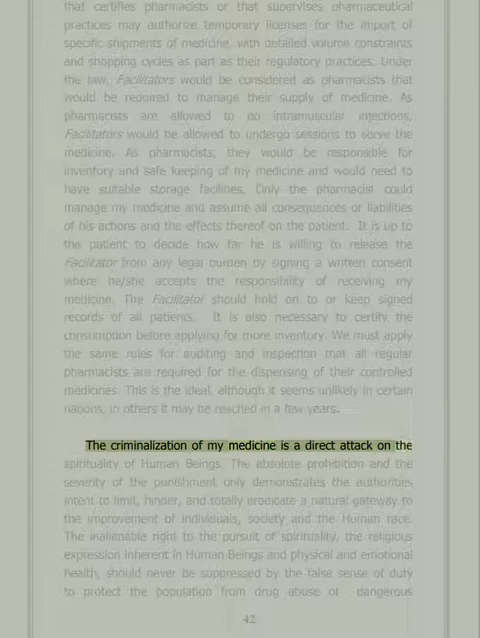 that certifies pharmacists or that supervises pharmaceutical
practices may authorize temporary licenses for the import of
specific shipments of medicine, with detailed volume constraints
and shopping cycles as part as their regulatory practices. Under
the law, Facilitators would be considered as pharmacists that
would be required to manage their supply of medicine. As
pharmacists are allowed to do intramuscular injections,
Facilitators would be allowed to undergo sessions to serve the
medicine. As pharmacists, they would be responsible for
inventory and safe keeping of my medicine and would need to
have suitable storage facilities. Only the pharmacist could
manage my medicine and assume all consequences or liabilities
of his actions and the effects thereof on the patient. It is up to
the patient to decide how far he is willing to release the
Facilitator from any legal burden by signing a written consent
where he/she accepts the responsibility of receiving my
medicine. The Facilitator should hold on to or keep signed
records of all patients. It is also necessary to certify the
consumption before applying for more inventory. We must apply
the same rules for auditing and inspection that all regular
pharmacists are required for the dispensing of their controlled
medicines. This is the ideal, although it seems unlikely in certain
nations, in others it may be reached in a few years.
The criminalization of my medicine is a direct attack on the
spirituality of Human Beings. The absolute prohibition and the
severity of the punishment only demonstrates the authorities
intent to limit, hinder, and totally eradicate a natural gateway to
the improvement of individuals, society and the Human race.
The inalienable right to the pursuit of spirituality, the religious
expression inherent in Human Beings and physical and emotional
health, should never be suppressed by the false sense of duty
to protect the population from drug abuse of dangerous
42